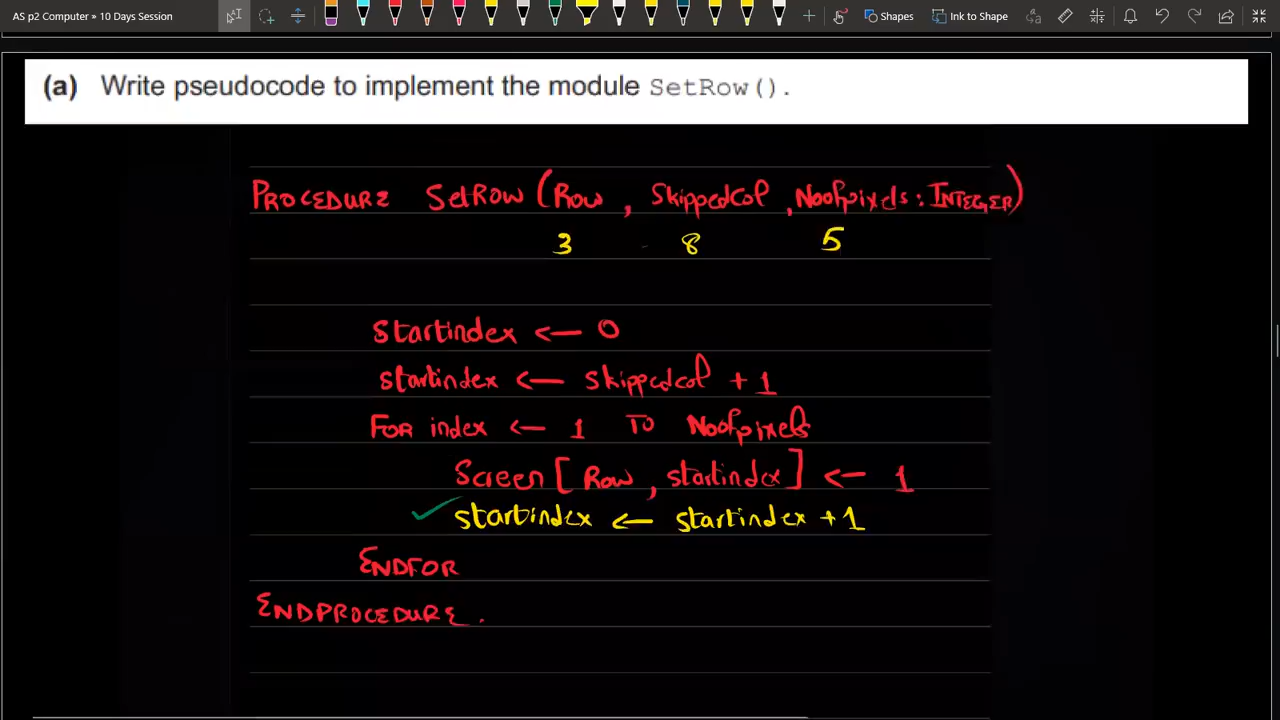 AS p2 Computer » 10 Days Session
Shapes
Ink to Shape
(a) Write pseudocode to implement the module SetRow().
PROCEDURE SetRow (Row, Skippedcol, Noofpixels : INTEGER)
3 8 5
startindex ← 0
startindex ← skippedcol + 1
FOR index ← 1 TO Noofpixels
Screen [Row, startindex] ← 1
startindex ← startindex + 1
ENDFOR
ENDPROCEDURE.